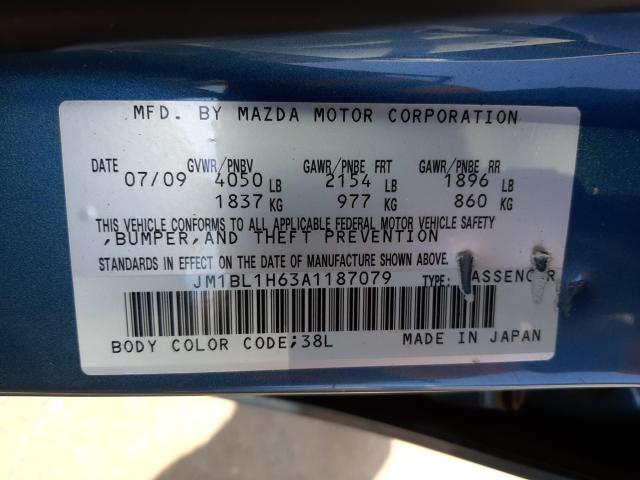 MFD. BY MAZDA MOTOR CORPORATION
DATE GVWR/PNBV GAWR/PNBE FRT GAWR/PNBE RR
07/09 4050 LB 2154 LB 1896 LB
1837 KG 977 KG 860 KG
THIS VEHICLE CONFORMS TO ALL APPLICABLE FEDERAL MOTOR VEHICLE SAFETY
,BUMPER,AND THEFT PREVENTION
STANDARDS IN EFFECT ON THE DATE OF MANUFACTURE SHOWN ABOVE.
JM1BL1H63A1187079 TYPE: PASSENGER
BODY COLOR CODE;38L MADE IN JAPAN